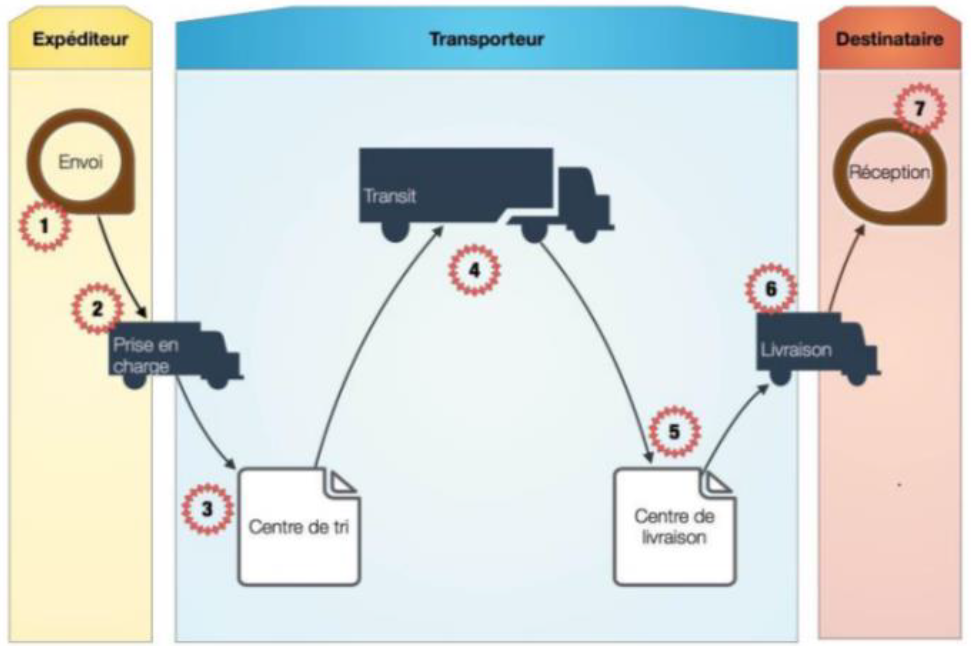 Expéditeur
Transporteur
Destinataire
Envoi
1
2
Prise en
charge
3
Centre de tri
Transit
4
5
Centre de
livraison
6
Livraison
7
Réception